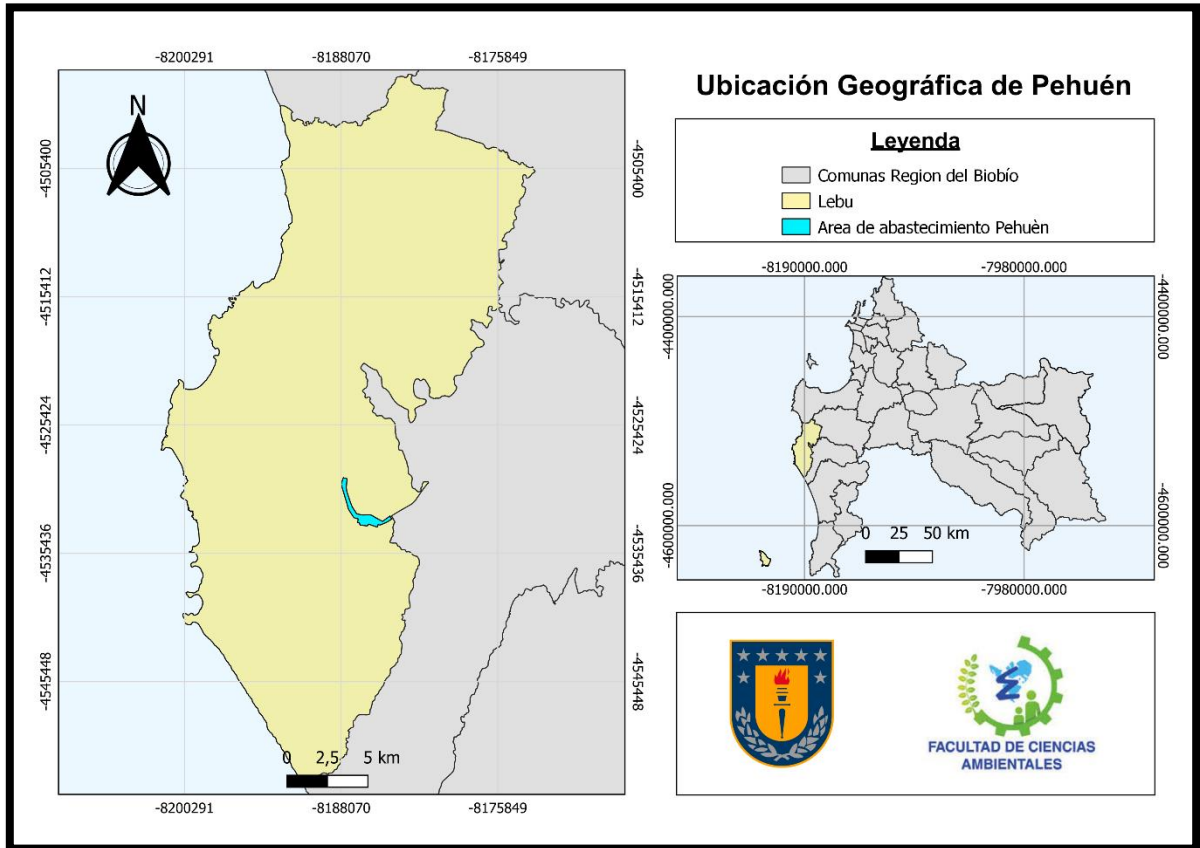 Ubicación Geográfica de Pehuén
Leyenda
Comunas Region del Biobío
Lebu
Area de abastecimiento Pehuèn
-8200291 -8188070 -8175849
N
-4505400 -4505400
-4515412 -4515412
-4525424 -4525424
-4535436 -4535436
-4545448 -4545448
0 2,5 5 km
-8200291 -8188070 -8175849
-8190000.000 -7980000.000
-4400000.000 -4400000.000
-4600000.000 -4600000.000
0 25 50 km
-8190000.000 -7980000.000
FACULTAD DE CIENCIAS
AMBIENTALES